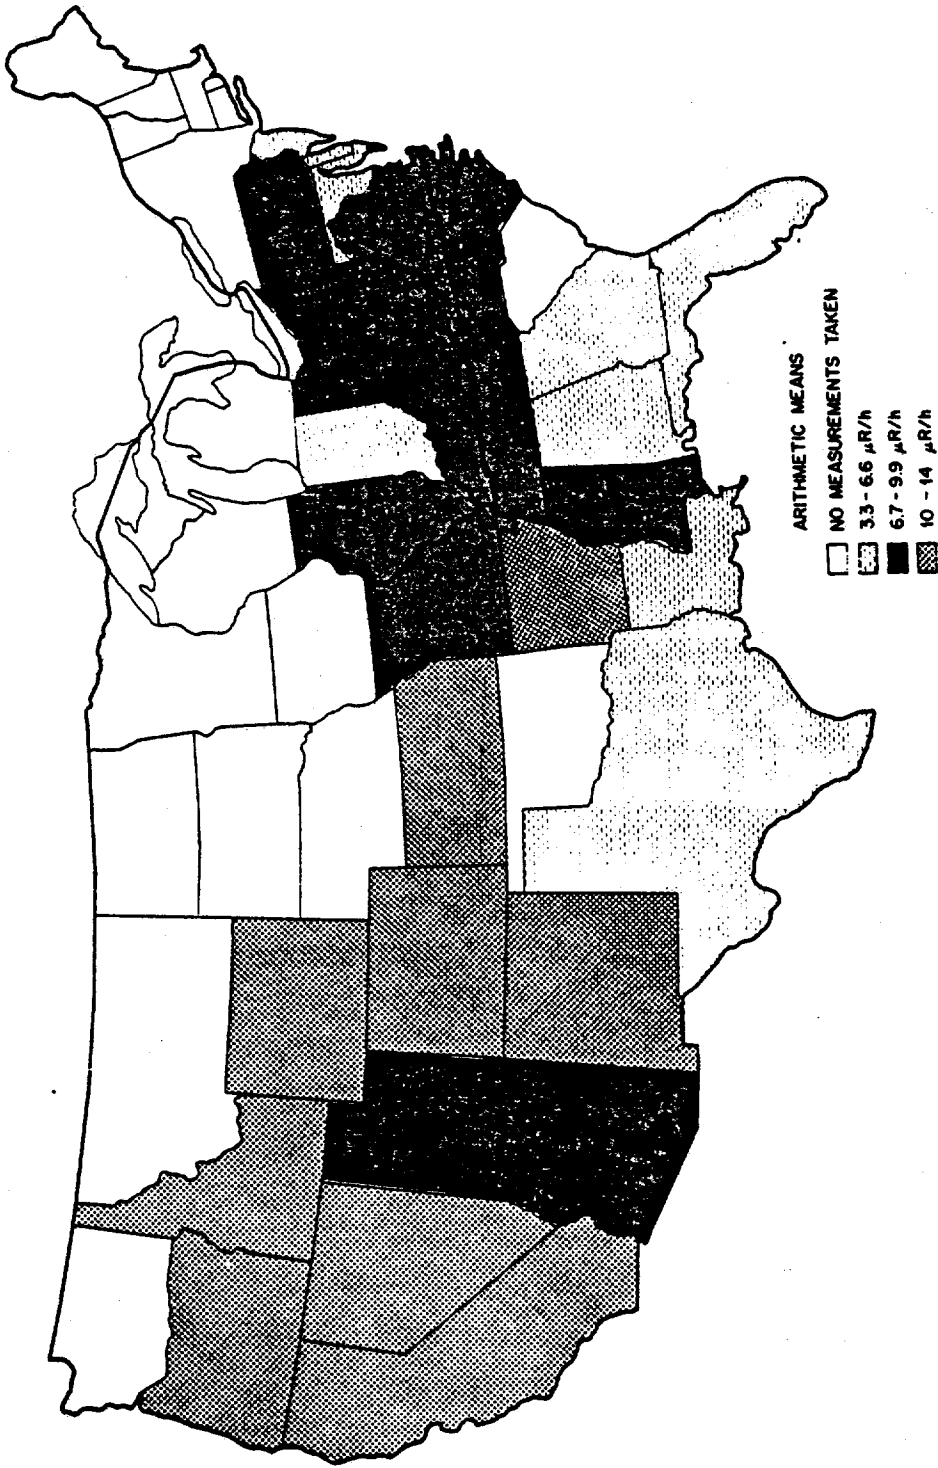 ARITHMETIC MEANS
NO MEASUREMENTS TAKEN
3.3 - 6.6 μR/h
6.7 - 9.9 μR/h
10 - 14 μR/h